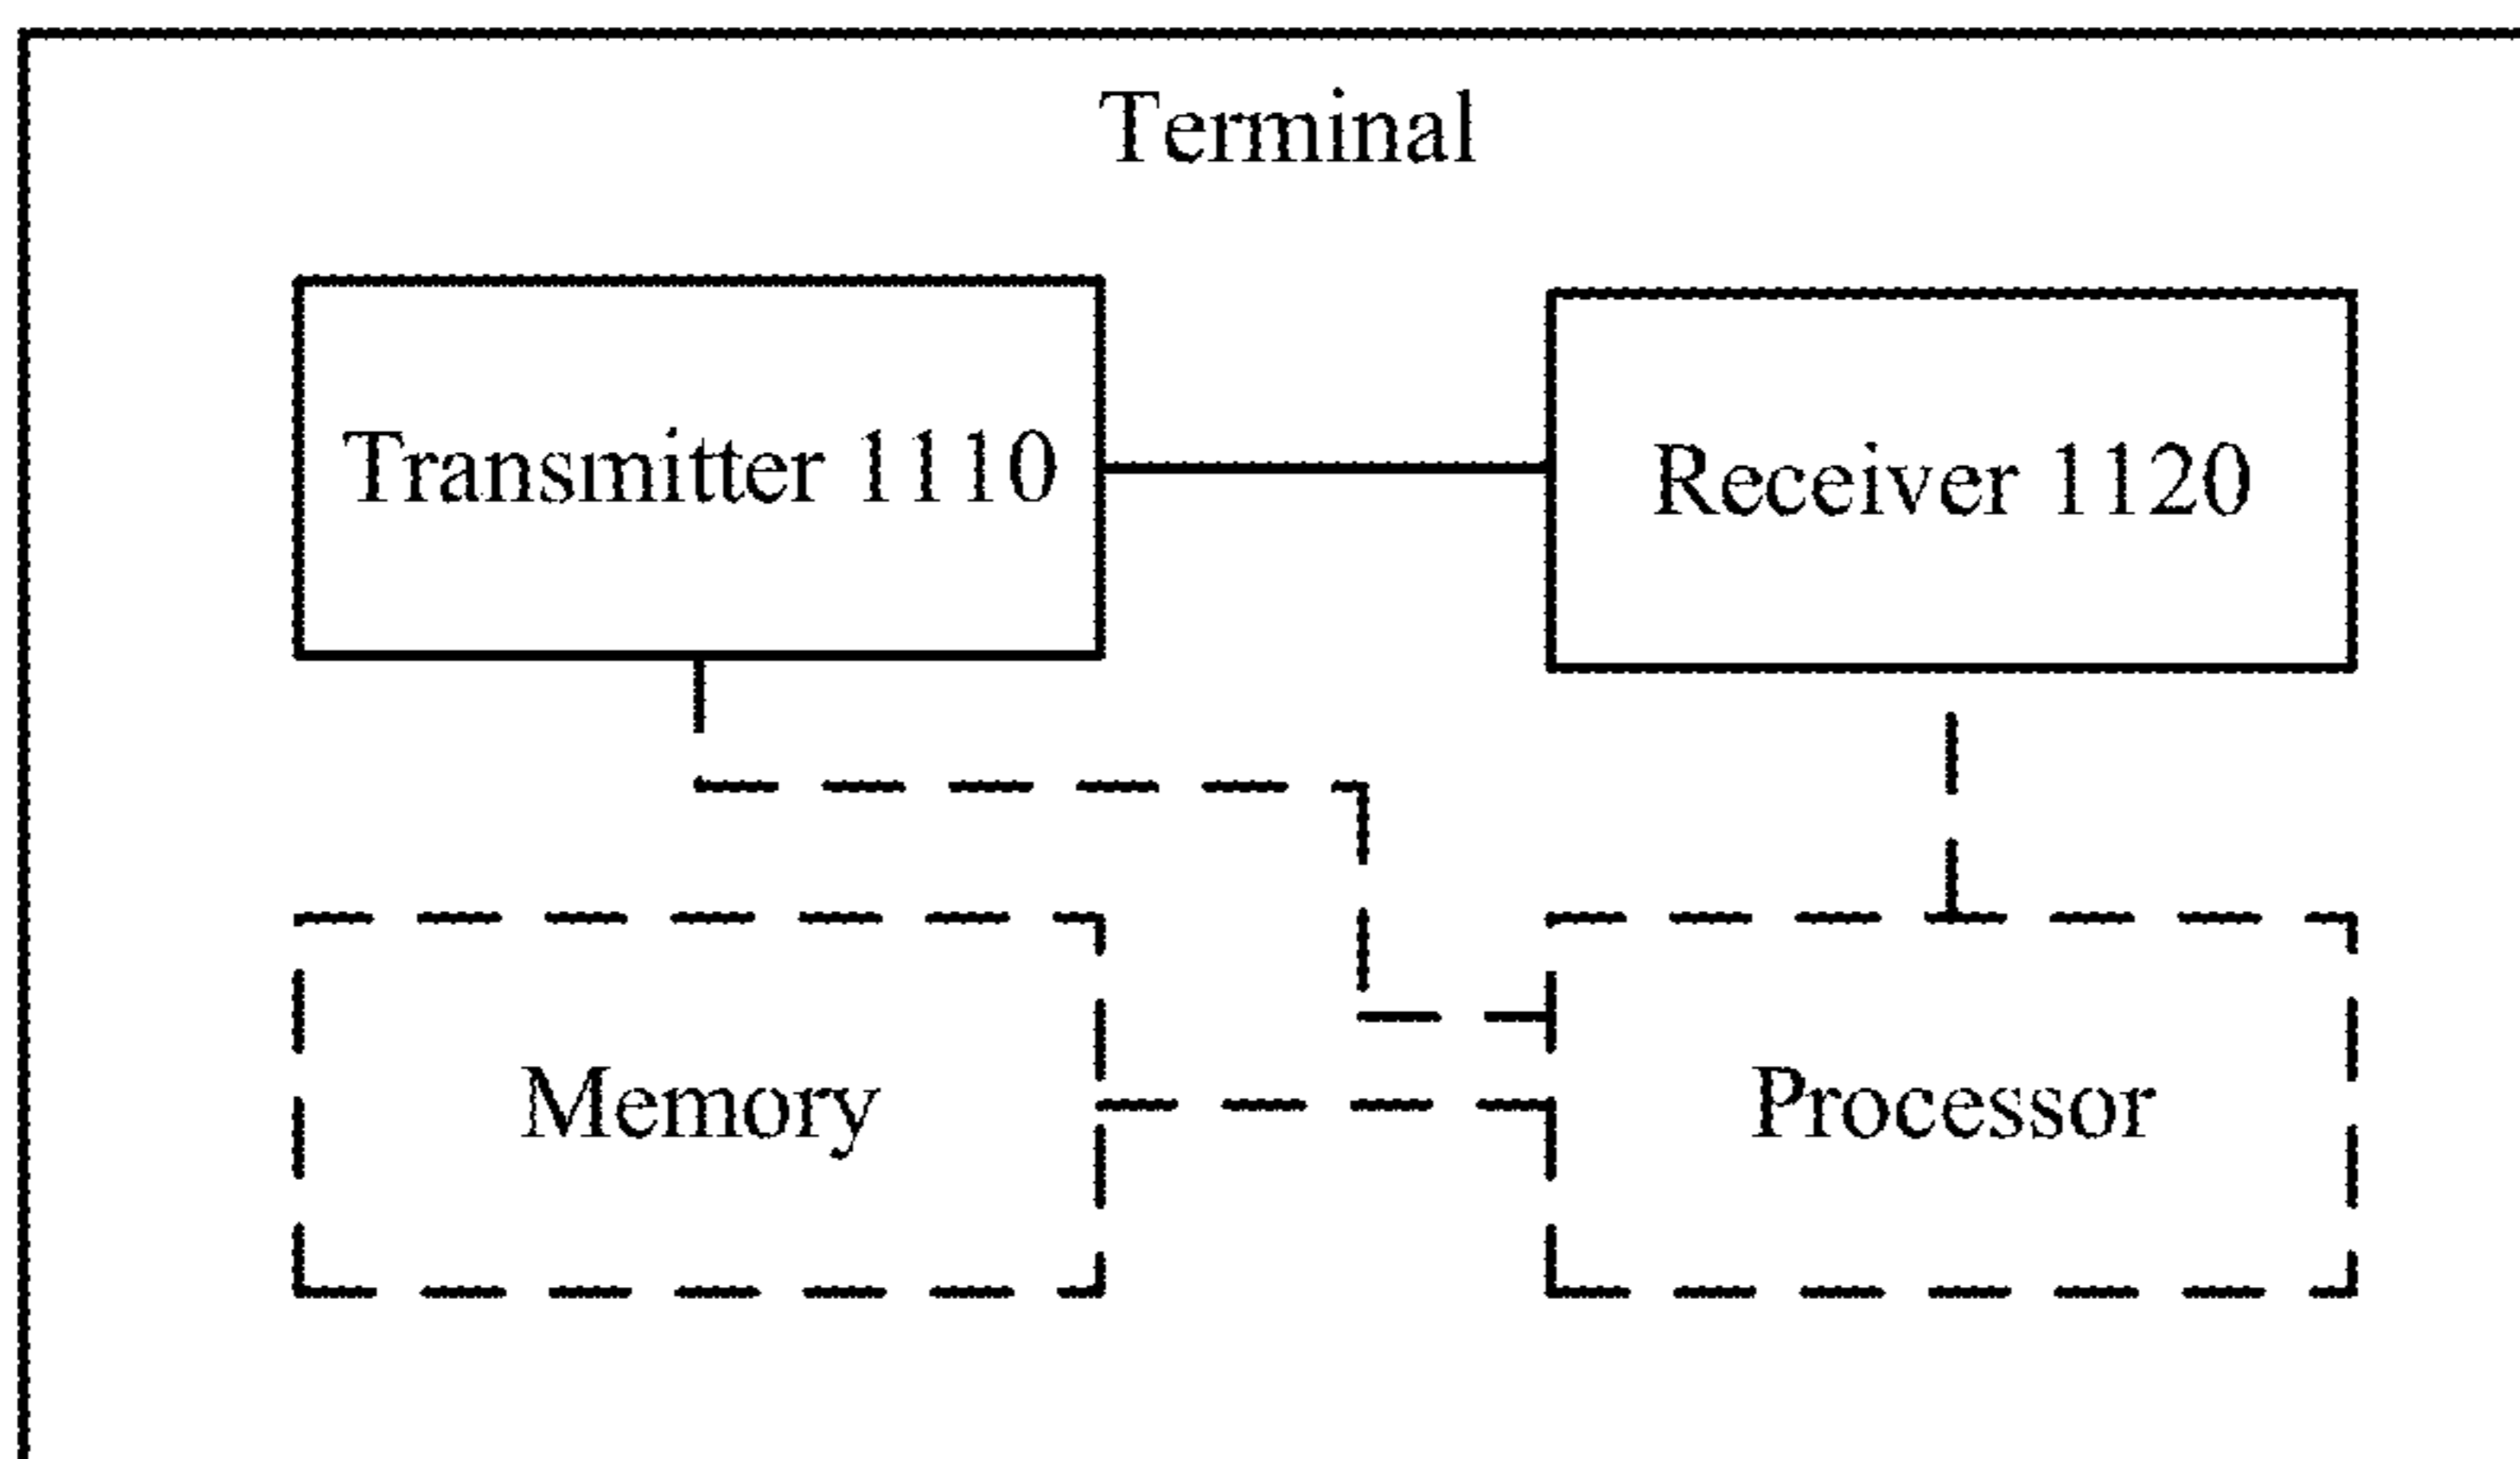 Terminal
Transmitter 1110
Receiver 1120
Memory
Processor